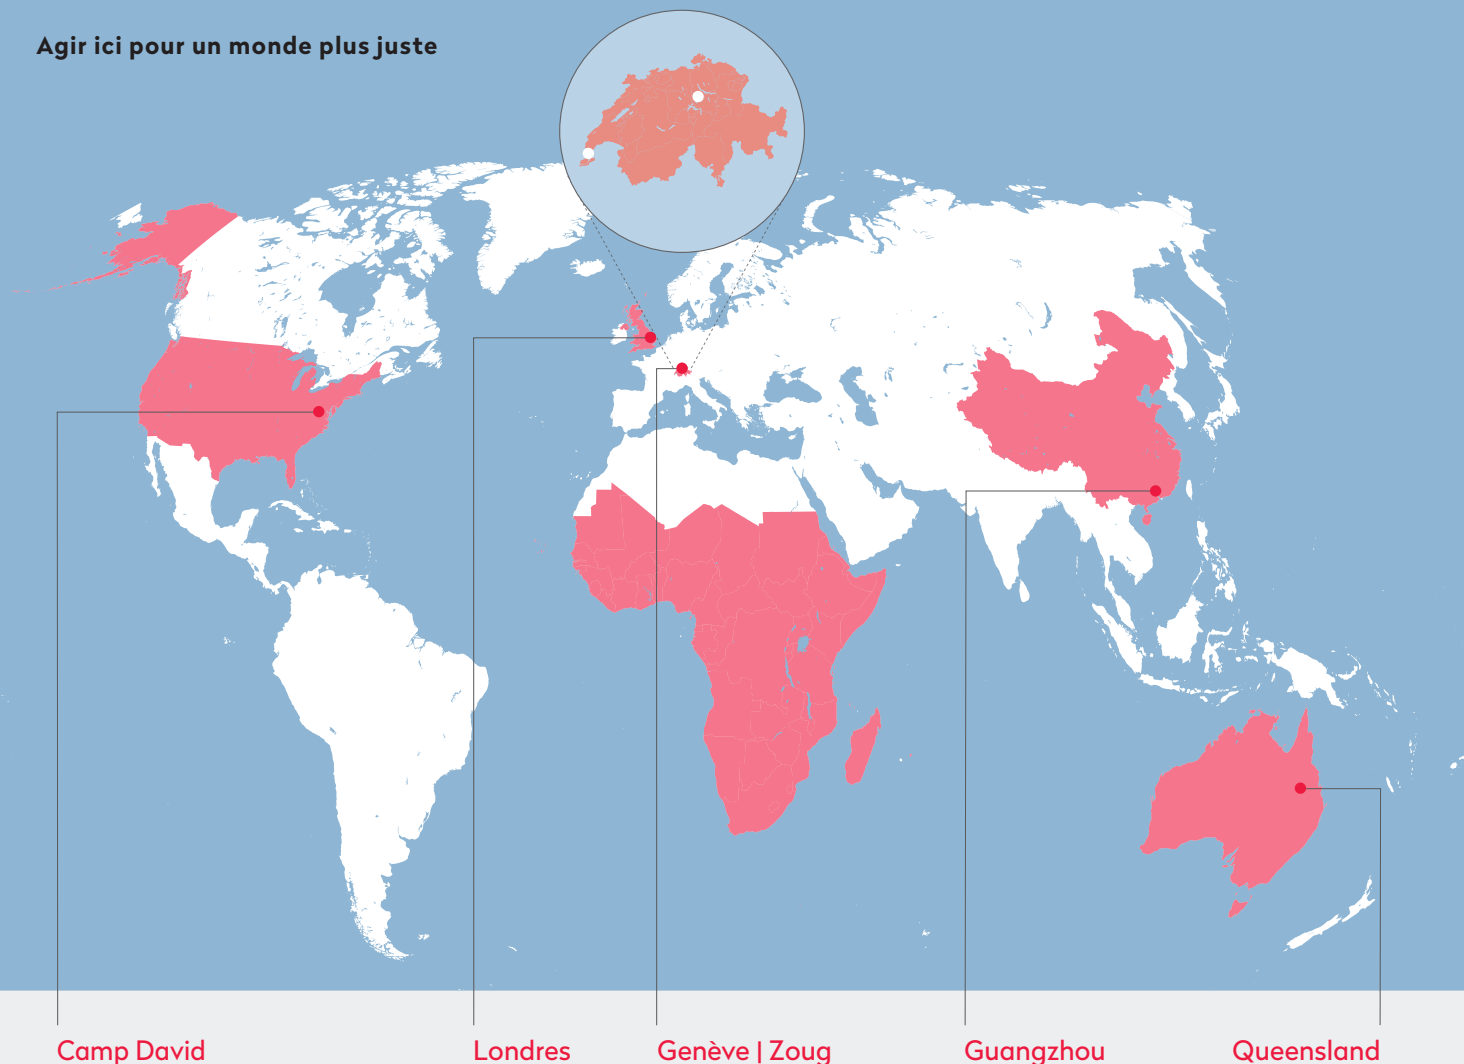 Agir ici pour un monde plus juste
Camp David
Londres
Genève | Zoug
Guangzhou
Queensland